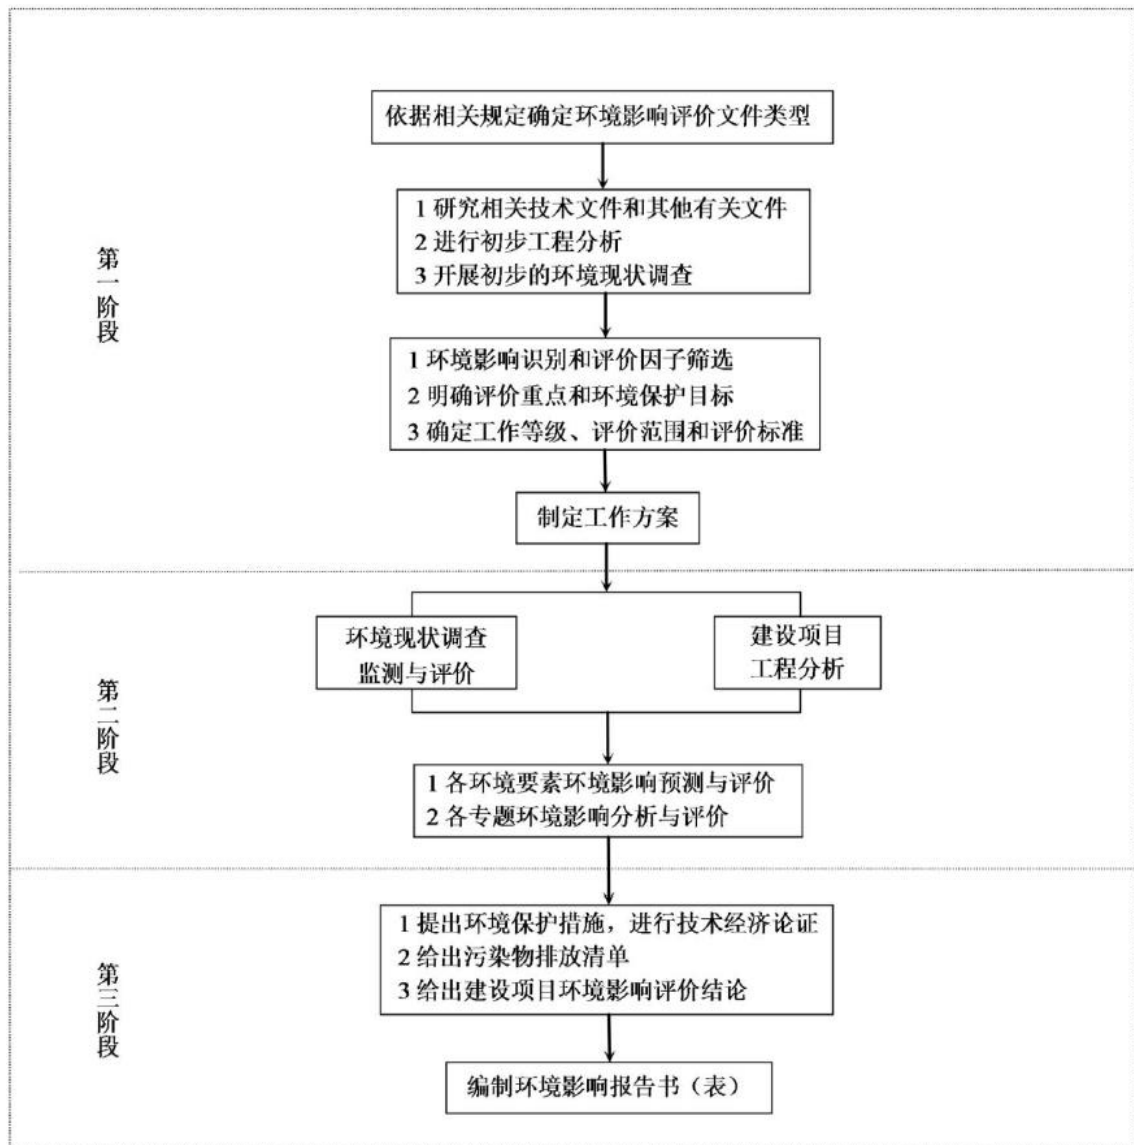 依据相关规定确定环境影响评价文件类型
1 研究相关技术文件和其他有关文件
2 进行初步工程分析
3 开展初步的环境现状调查
第一阶段
1 环境影响识别和评价因子筛选
2 明确评价重点和环境保护目标
3 确定工作等级、评价范围和评价标准
制定工作方案
环境现状调查
监测与评价
建设项目
工程分析
第二阶段
1 各环境要素环境影响预测与评价
2 各专题环境影响分析与评价
1 提出环境保护措施，进行技术经济论证
2 给出污染物排放清单
3 给出建设项目环境影响评价结论
第三阶段
编制环境影响报告书（表）